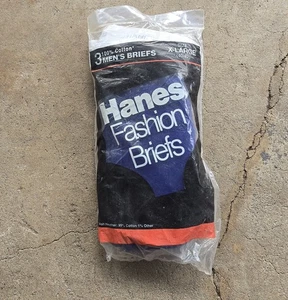 3 100% Cotton*
MEN'S BRIEFS
X-LARGE
Hanes
Fashion
Briefs